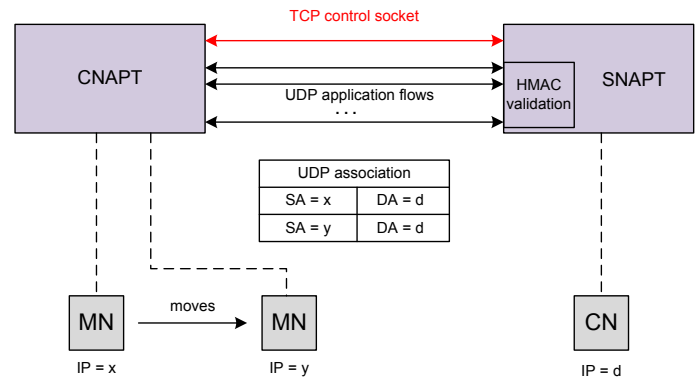 TCP control socket
CNAPT
SNAPT
HMAC
validation
UDP application flows
...
UDP association
SA = x DA = d
SA = y DA = d
MN
moves
MN
CN
IP = x
IP = y
IP = d